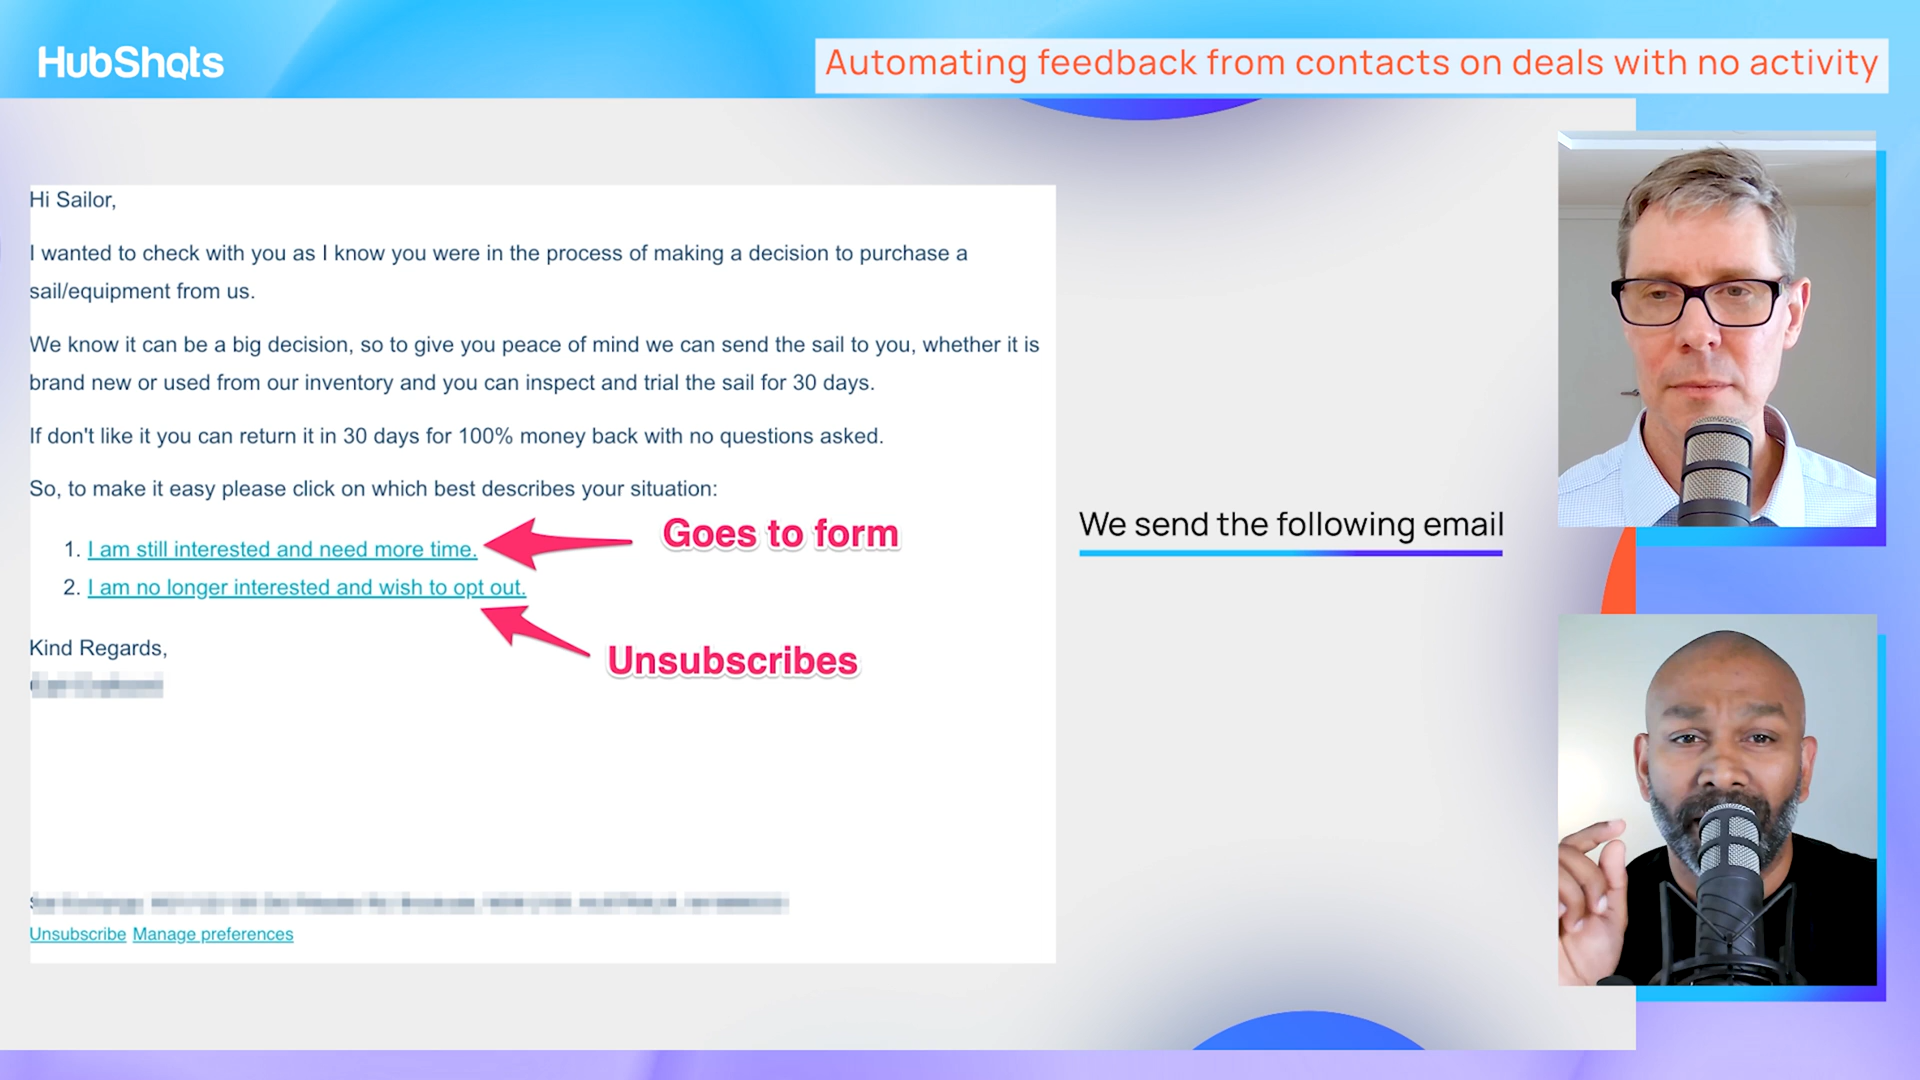 HubShots
Automating feedback from contacts on deals with no activity
Hi Sailor,
I wanted to check with you as I know you were in the process of making a decision to purchase a
sail/equipment from us.
We know it can be a big decision, so to give you peace of mind we can send the sail to you, whether it is
brand new or used from our inventory and you can inspect and trial the sail for 30 days.
If don't like it you can return it in 30 days for 100% money back with no questions asked.
So, to make it easy please click on which best describes your situation:
1. I am still interested and need more time.
Goes to form
2. I am no longer interested and wish to opt out.
Unsubscribes
Kind Regards,
Unsubscribe Manage preferences
We send the following email